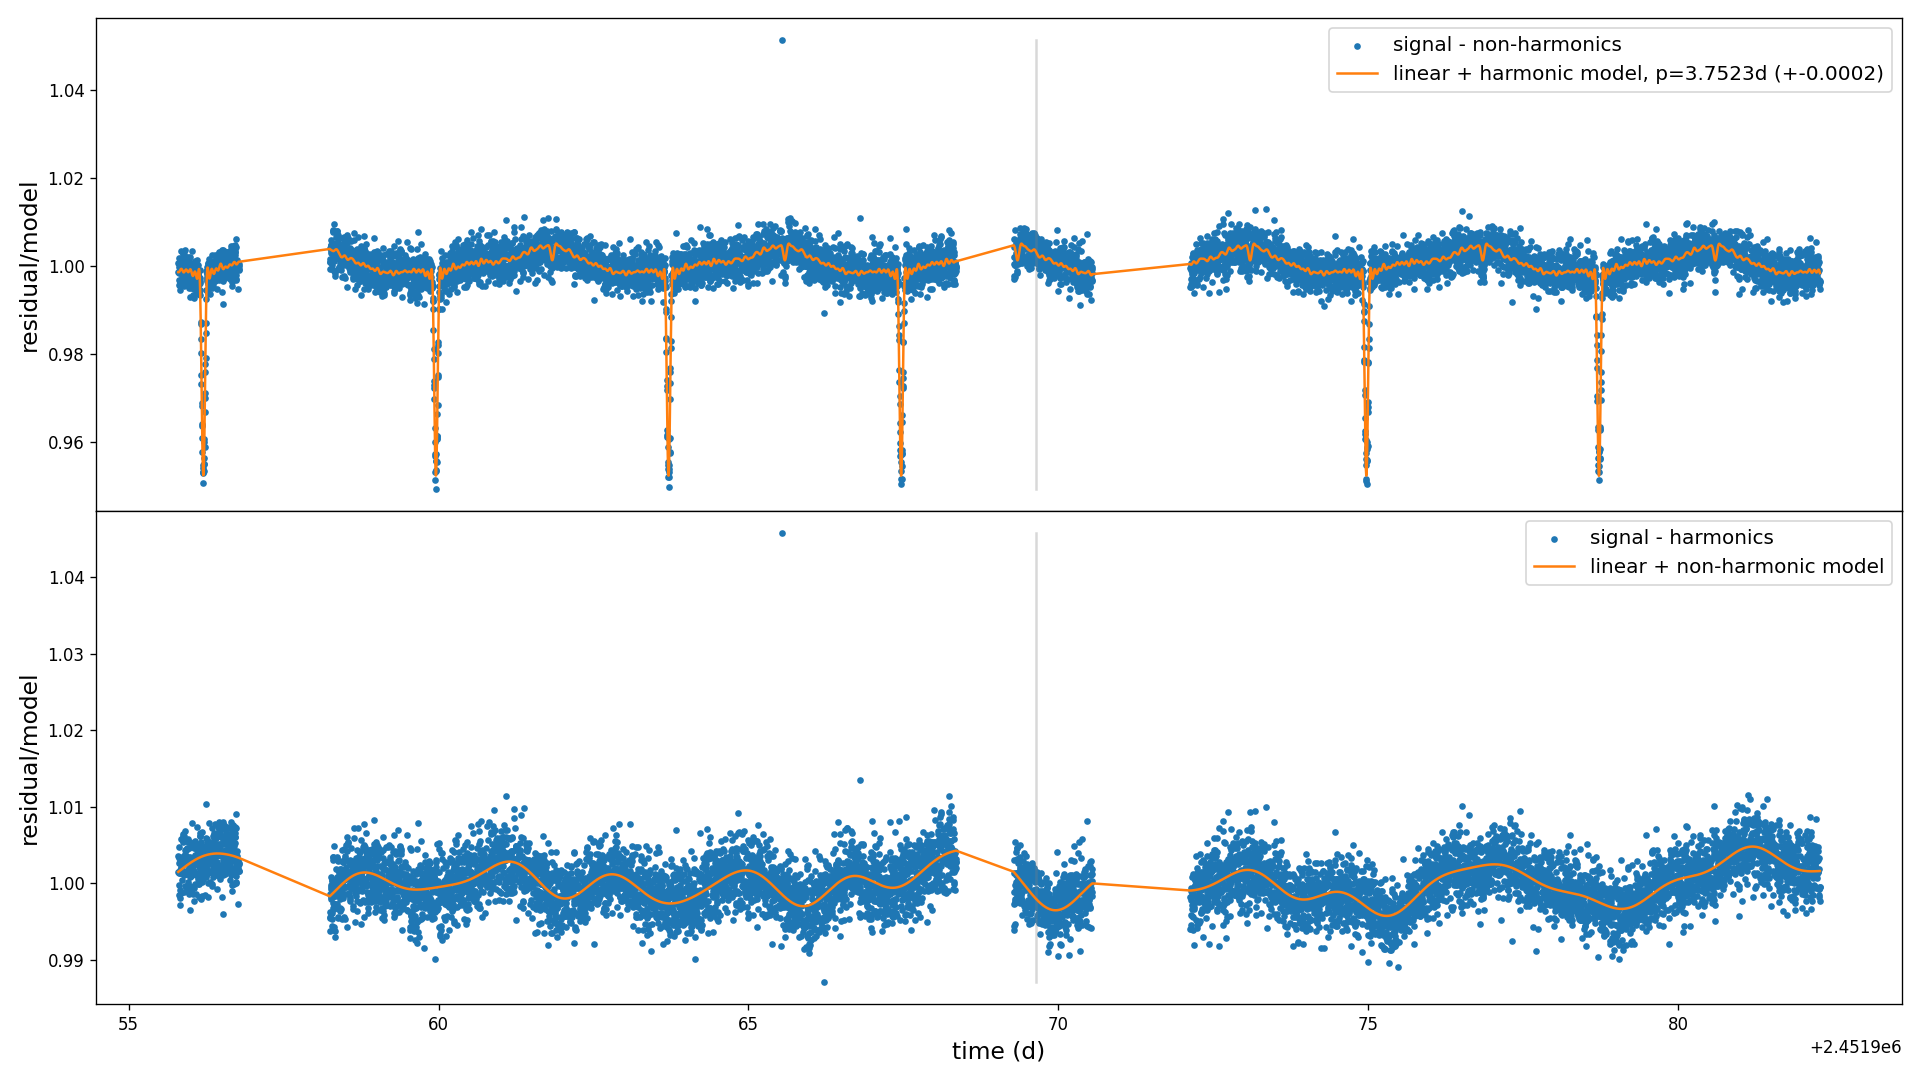 signal - non-harmonics
linear + harmonic model, p=3.7523d (+-0.0002)
residual/model
1.04
1.02
1.00
0.98
0.96
signal - harmonics
linear + non-harmonic model
residual/model
1.04
1.03
1.02
1.01
1.00
0.99
55
60
65
70
75
80
time (d)
+2.4519e6